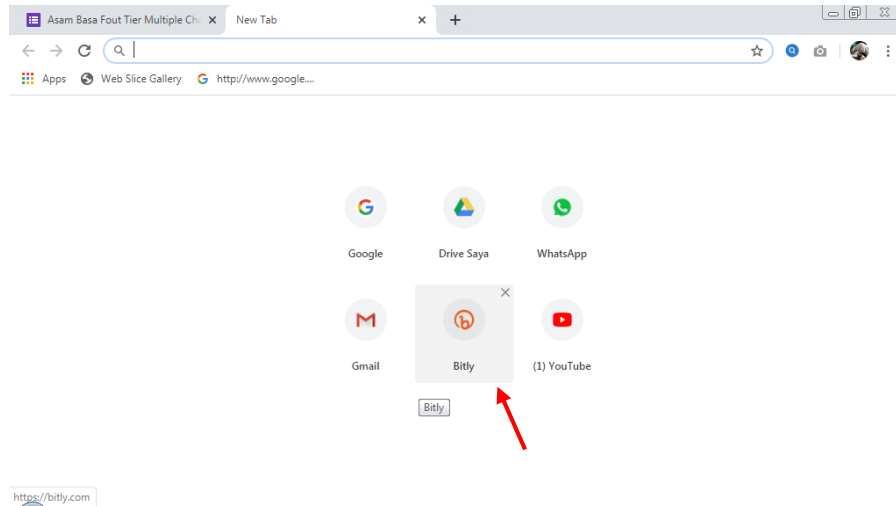 Asam Basa Fout Tier Multiple Ch
New Tab
Apps
Web Slice Gallery
http://www.google....
Google
Drive Saya
WhatsApp
Gmail
Bitly
(1) YouTube
Bitly
https://bitly.com